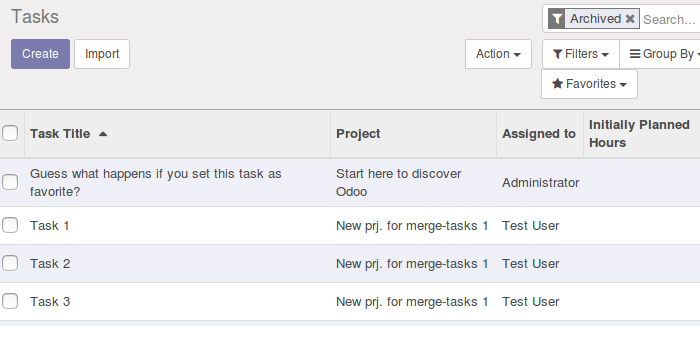 Tasks
Archived ✖ Search...
Create Import Action Filters Group By
Favorites
Task Title Project Assigned to Initially Planned
Hours
Guess what happens if you set this task as
favorite?
Start here to discover
Odoo
Administrator
Task 1 New prj. for merge-tasks 1 Test User
Task 2 New prj. for merge-tasks 1 Test User
Task 3 New prj. for merge-tasks 1 Test User